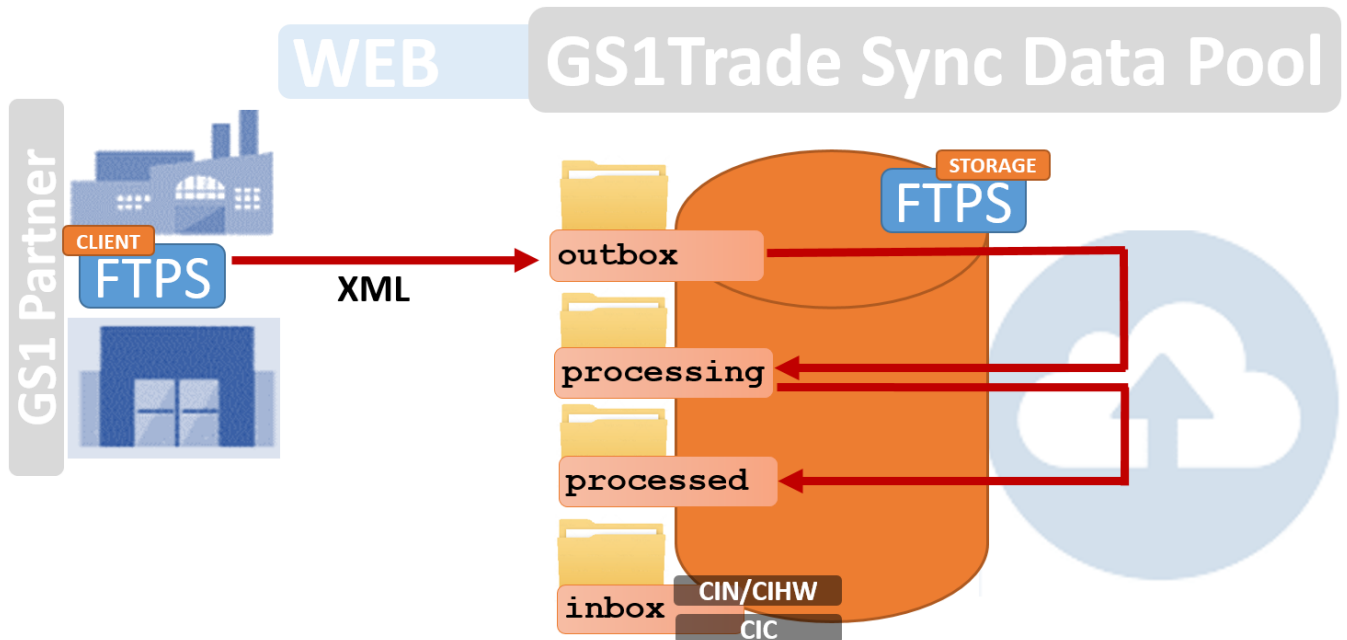 WEB
GS1Trade Sync Data Pool
GS1 Partner
CLIENT
FTPS
XML
STORAGE
FTPS
outbox
processing
processed
inbox
CIN/CIHW
CIC